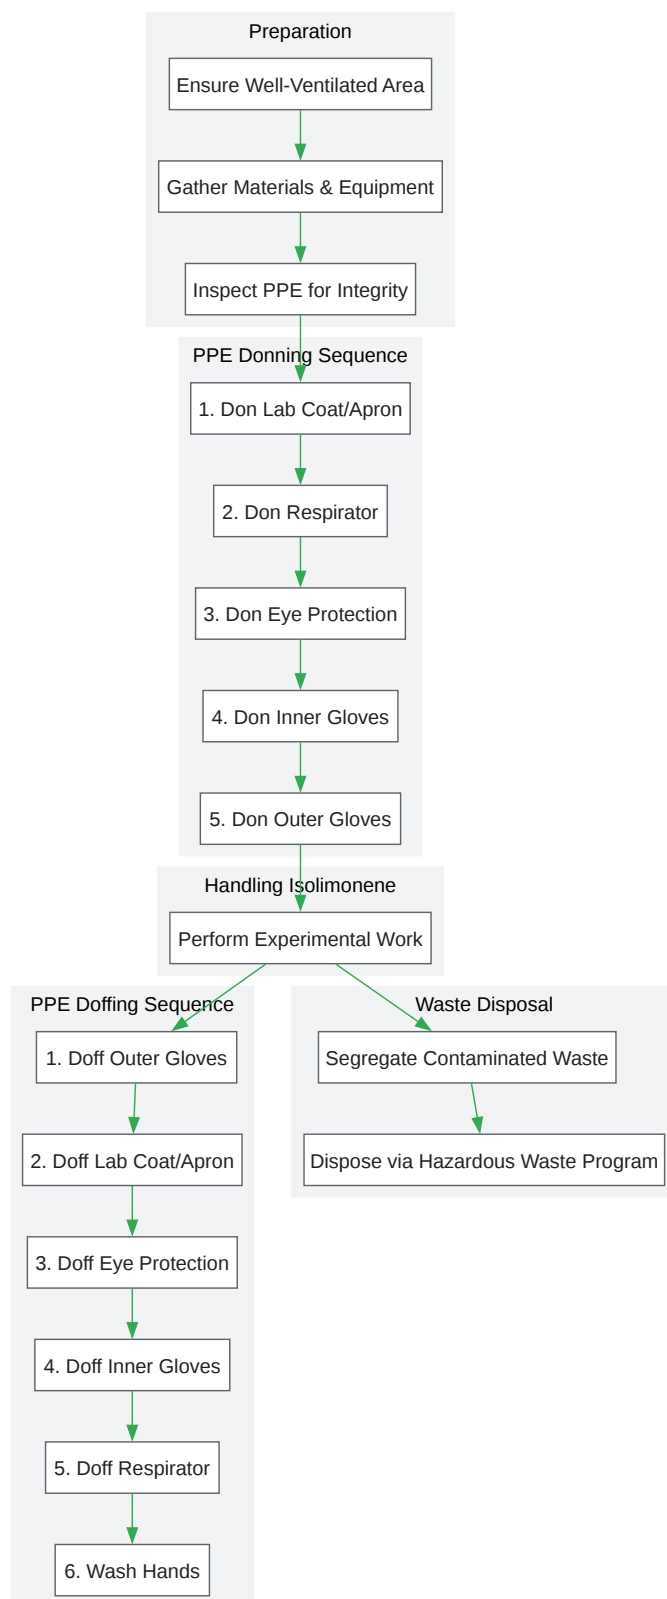 Preparation
Ensure Well-Ventilated Area
Gather Materials & Equipment
Inspect PPE for Integrity
PPE Donning Sequence
1. Don Lab Coat/Apron
2. Don Respirator
3. Don Eye Protection
4. Don Inner Gloves
5. Don Outer Gloves
Handling Isolimonene
Perform Experimental Work
PPE Doffing Sequence
1. Doff Outer Gloves
2. Doff Lab Coat/Apron
3. Doff Eye Protection
4. Doff Inner Gloves
5. Doff Respirator
6. Wash Hands
Waste Disposal
Segregate Contaminated Waste
Dispose via Hazardous Waste Program